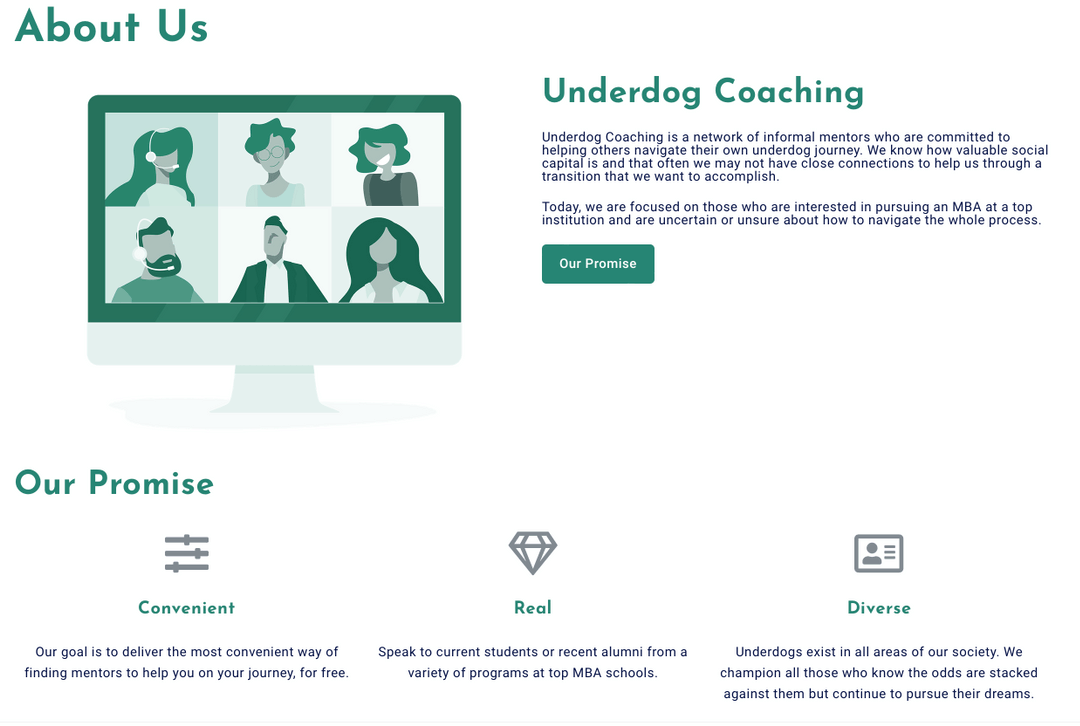 About Us
Underdog Coaching
Underdog Coaching is a network of informal mentors who are committed to
helping others navigate their own underdog journey. We know how valuable social
capital is and that often we may not have close connections to help us through a
transition that we want to accomplish.
Today, we are focused on those who are interested in pursuing an MBA at a top
institution and are uncertain or unsure about how to navigate the whole process.
Our Promise
Our Promise
Convenient
Our goal is to deliver the most convenient way of
finding mentors to help you on your journey, for free.
Real
Speak to current students or recent alumni from a
variety of programs at top MBA schools.
Diverse
Underdogs exist in all areas of our society. We
champion all those who know the odds are stacked
against them but continue to pursue their dreams.